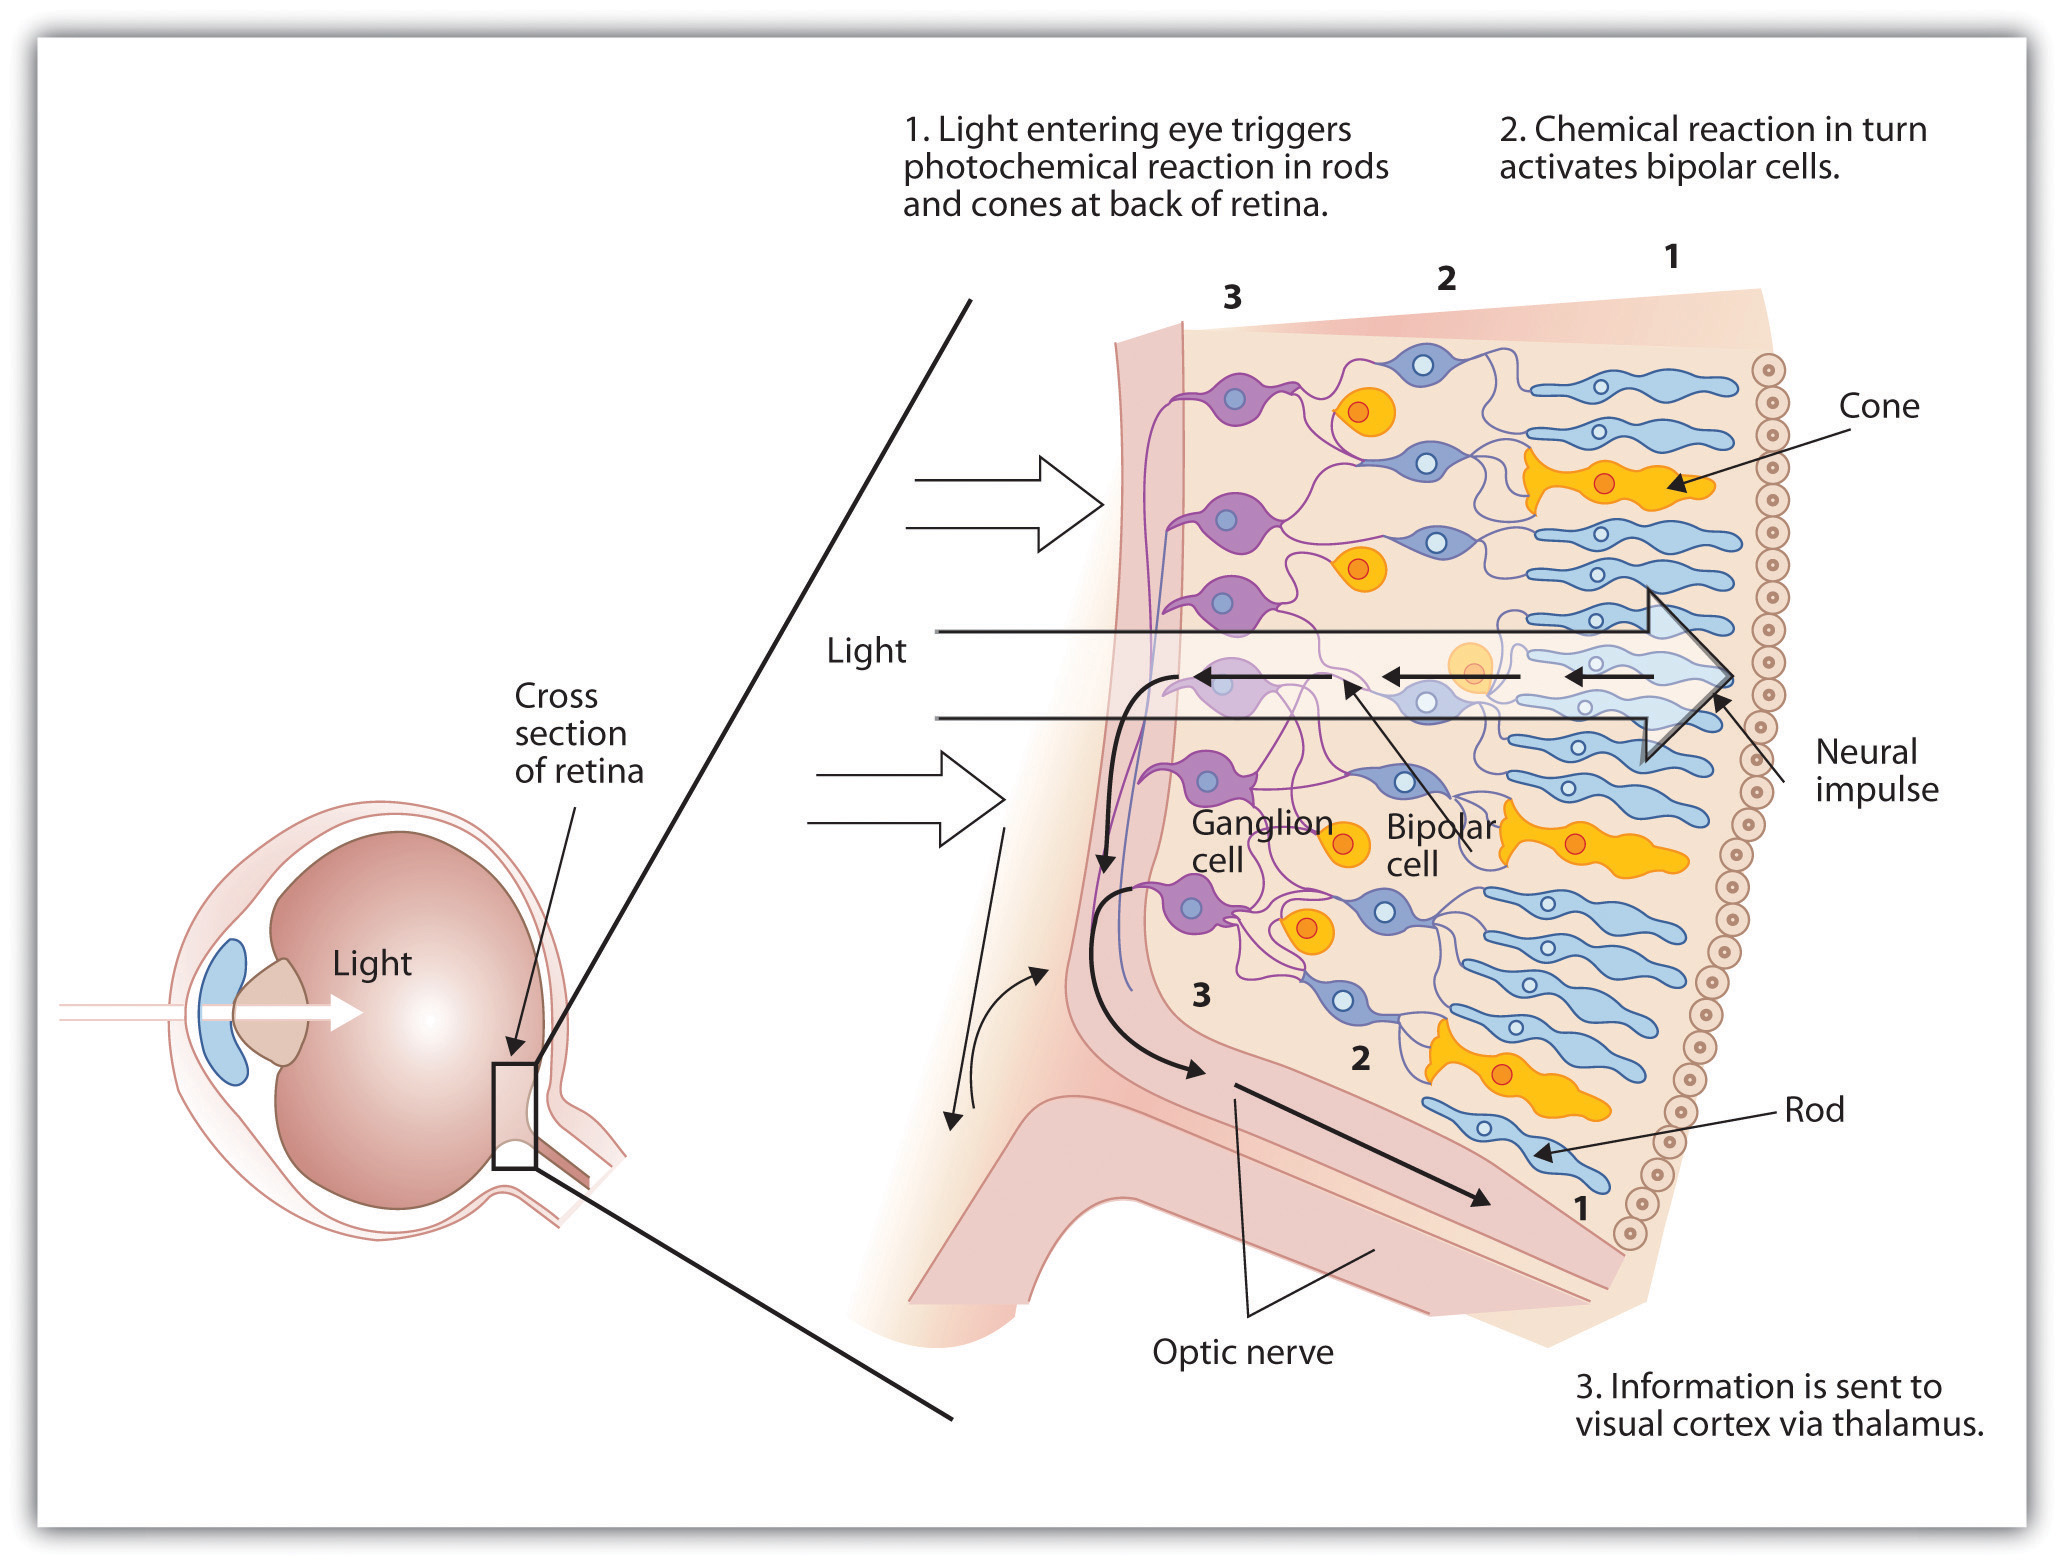 1. Light entering eye triggers
photochemical reaction in rods
and cones at back of retina.
2. Chemical reaction in turn
activates bipolar cells.
1
2
3
Cone
Light
Cross
section
of retina
Neural
impulse
Ganglion
cell
Bipolar
cell
Light
3
2
Rod
1
Optic nerve
3. Information is sent to
visual cortex via thalamus.